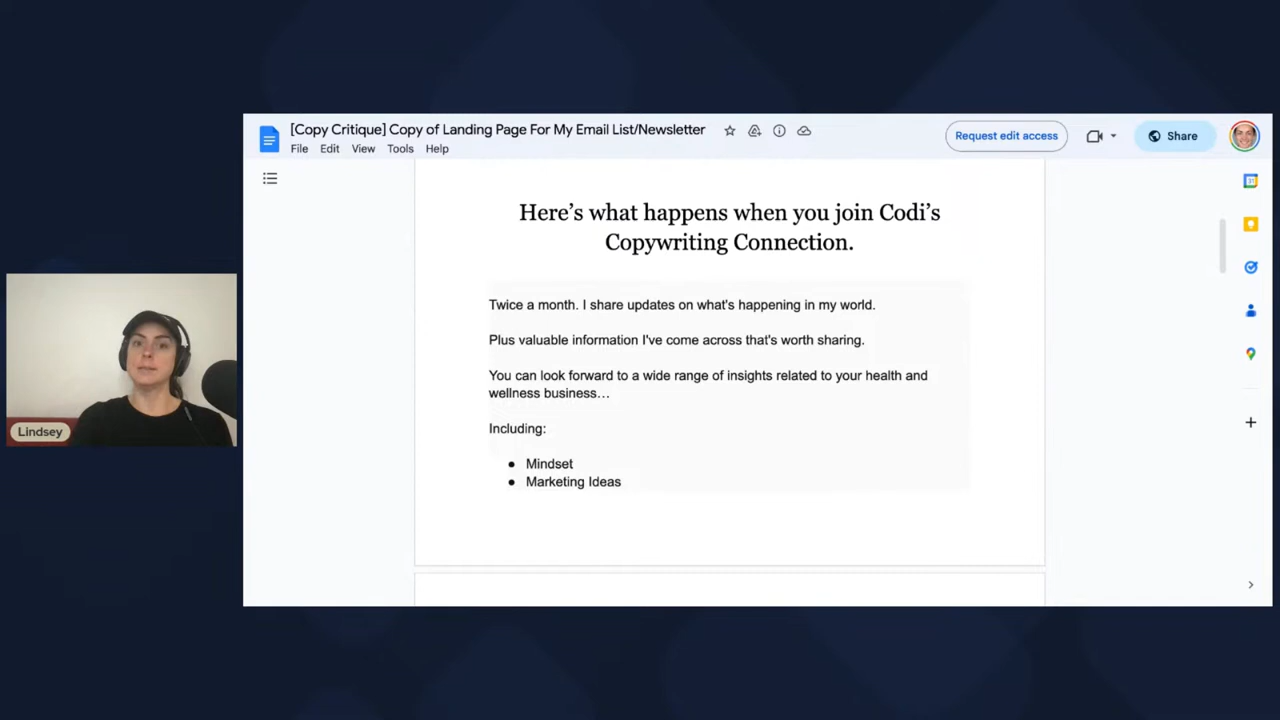 [Copy Critique] Copy of Landing Page For My Email List/Newsletter
File Edit View Tools Help
Request edit access
Share
Here’s what happens when you join Codi’s
Copywriting Connection.
Twice a month. I share updates on what's happening in my world.
Plus valuable information I've come across that's worth sharing.
You can look forward to a wide range of insights related to your health and
wellness business…
Including:
● Mindset
● Marketing Ideas
Lindsey
31